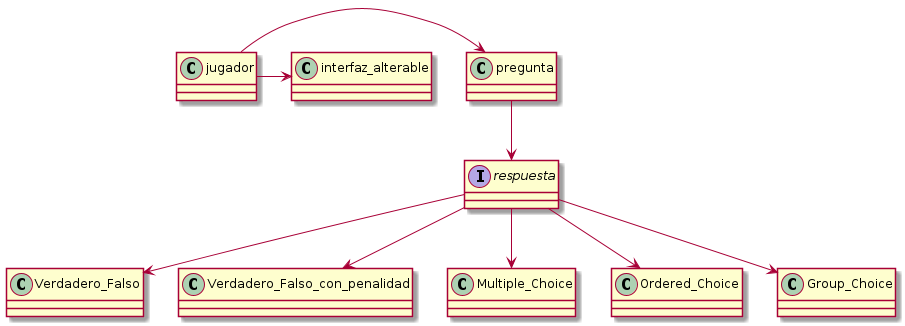 C jugador
C interfaz_alterable
C pregunta
I respuesta
C Verdadero_Falso
C Verdadero_Falso_con_penalidad
C Multiple_Choice
C Ordered_Choice
C Group_Choice